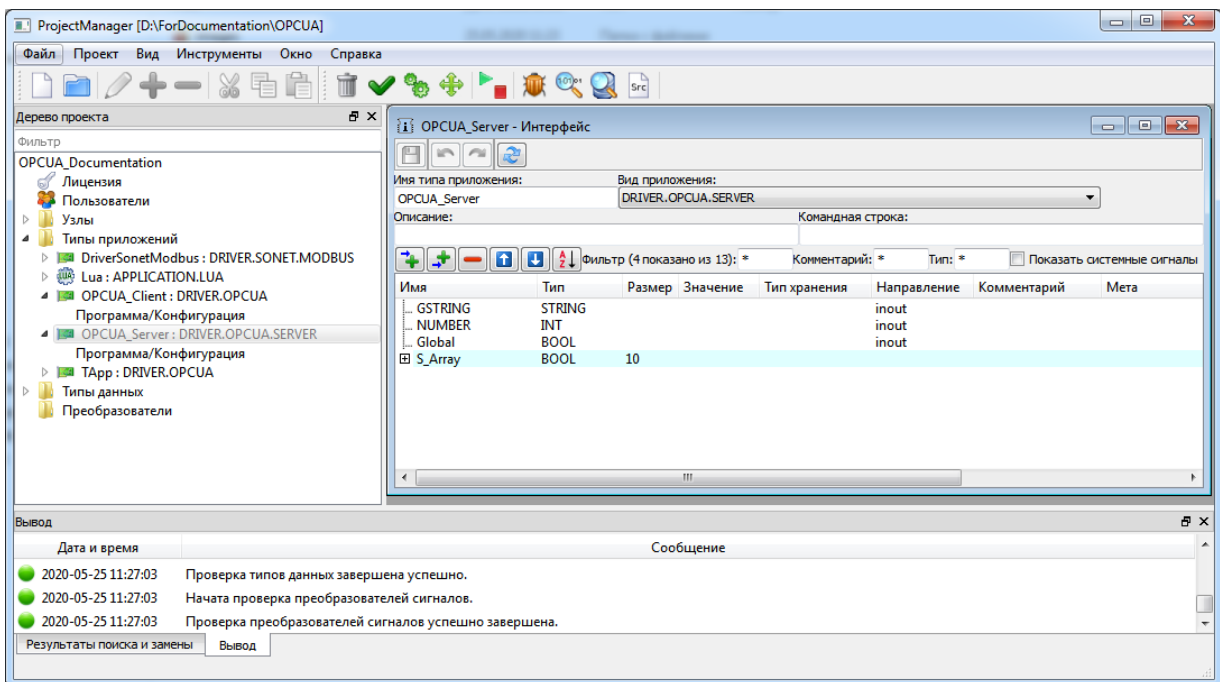 ProjectManager [D:\ForDocumentation\OPCUA]
Файл Проект Вид Инструменты Окно Справка
Src
Дерево проекта
Фильтр
OPCUA_Documentation
Лицензия
Пользователи
Узлы
Типы приложений
DriverSonetModbus : DRIVER.SONET.MODBUS
Lua : APPLICATION.LUA
OPCUA_Client : DRIVER.OPCUA
Программа/Конфигурация
OPCUA_Server : DRIVER.OPCUA.SERVER
Программа/Конфигурация
TApp : DRIVER.OPCUA
Типы данных
Преобразователи
OPCUA_Server - Интерфейс
Имя типа приложения: Вид приложения:
OPCUA_Server DRIVER.OPCUA.SERVER
Описание: Командная строка:
Фильтр (4 показано из 13): * Комментарий: * Тип: * Показать системные сигналы
Имя Тип Размер Значение Тип хранения Направление Комментарий Мета
GSTRING STRING inout
NUMBER INT inout
Global BOOL inout
S_Array BOOL 10
Вывод
Дата и время Сообщение
2020-05-25 11:27:03 Проверка типов данных завершена успешно.
2020-05-25 11:27:03 Начата проверка преобразователей сигналов.
2020-05-25 11:27:03 Проверка преобразователей сигналов успешно завершена.
Результаты поиска и замены Вывод